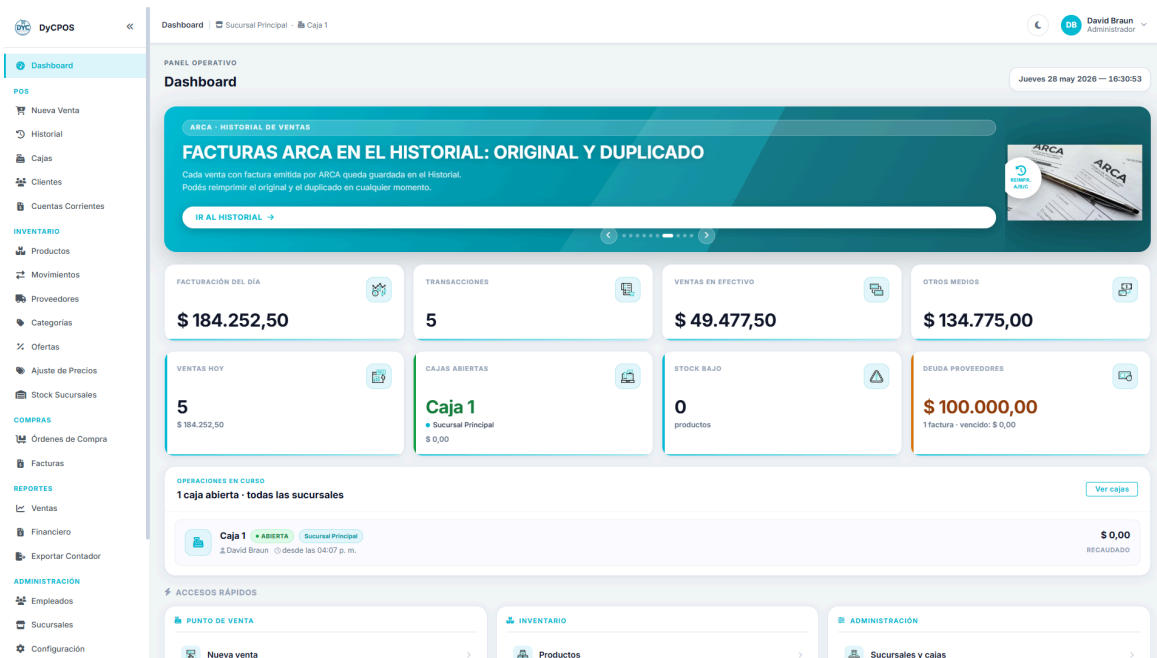 DYC
DyCPOS
«
Dashboard
POS
Nueva Venta
Historial
Cajas
Clientes
Cuentas Corrientes
INVENTARIO
Productos
Movimientos
Proveedores
Categorías
Ofertas
Ajuste de Precios
Stock Sucursales
COMPRAS
Órdenes de Compra
Facturas
REPORTES
Ventas
Financiero
Exportar Contador
ADMINISTRACIÓN
Empleados
Sucursales
Configuración
Dashboard | Sucursal Principal · Caja 1
DB
David Braun
Administrador
PANEL OPERATIVO
Dashboard
Jueves 28 may 2026 — 16:30:53
ARCA · HISTORIAL DE VENTAS
FACTURAS ARCA EN EL HISTORIAL: ORIGINAL Y DUPLICADO
Cada venta con factura emitida por ARCA queda guardada en el Historial.
Podés reimprimir el original y el duplicado en cualquier momento.
IR AL HISTORIAL →
ARCA
ARCA
REIMPR.
A/B/C
FACTURACIÓN DEL DÍA
$ 184.252,50
TRANSACCIONES
5
VENTAS EN EFECTIVO
$ 49.477,50
OTROS MEDIOS
$ 134.775,00
VENTAS HOY
5
$ 184.252,50
CAJAS ABIERTAS
Caja 1
Sucursal Principal
$ 0,00
STOCK BAJO
0
productos
DEUDA PROVEEDORES
$ 100.000,00
1 factura · vencido: $ 0,00
OPERACIONES EN CURSO
1 caja abierta · todas las sucursales
Ver cajas
Caja 1 • ABIERTA Sucursal Principal
David Braun desde las 04:07 p. m.
$ 0,00
RECAUDADO
ACCESOS RÁPIDOS
PUNTO DE VENTA
Nueva venta
INVENTARIO
Productos
ADMINISTRACIÓN
Sucursales y cajas